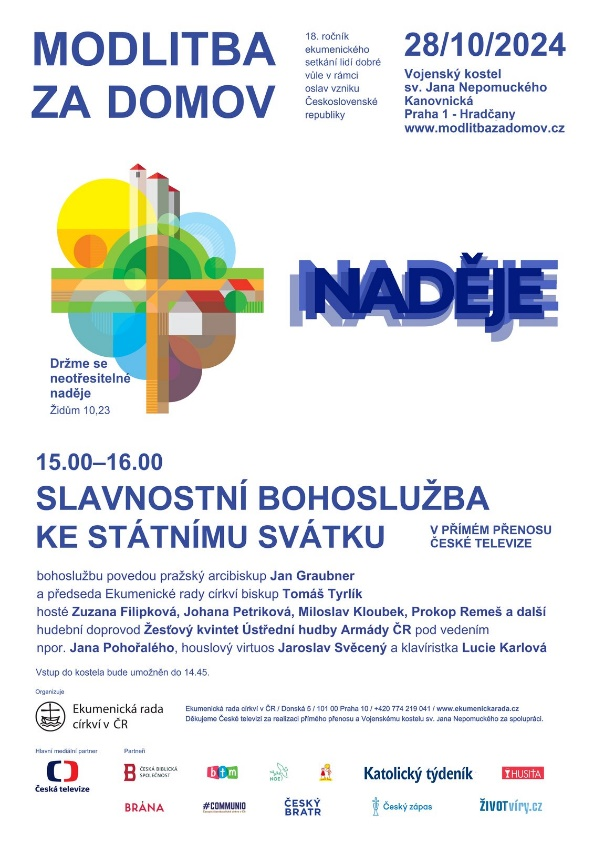 MODLITBA
ZA DOMOV
18. ročník
ekumenického
setkání lidí dobré
vůle v rámci
oslav vzniku
Československé
republiky
28/10/2024
Vojenský kostel
sv. Jana Nepomuckého
Kanovnická
Praha 1 - Hradčany
www.modlitbazadomov.cz
NADĚJE
Držme se
neotřesitelné
naděje
Židům 10,23
15.00–16.00
SLAVNOSTNÍ BOHOSLUŽBA
KE STÁTNÍMU SVÁTKU
V PŘÍMÉM PŘENOSU
ČESKÉ TELEVIZE
bohoslužbu povedou pražský arcibiskup Jan Graubner
a předseda Ekumenické rady církví biskup Tomáš Tyrlík
hosté Zuzana Filipková, Johana Petriková, Miloslav Kloubek, Prokop Remeš a další
hudební doprovod Žesťový kvintet Ústřední hudby Armády ČR pod vedením
npor. Jana Pohořalého, houslový virtuos Jaroslav Svěcený a klavíristka Lucie Karlová
Vstup do kostela bude umožněn do 14.45.
Organizuje
Ekumenická rada
církví v ČR
Ekumenická rada církví v ČR / Donská 5 / 101 00 Praha 10 / +420 774 219 041 / www.ekumenickarada.cz
Děkujeme České televizi za realizaci přímého přenosu a Vojenskému kostelu sv. Jana Nepomuckého za spolupráci.
Hlavní mediální partner
Česká televize
Partneři
ČESKÁ BIBLICKÁ
SPOLEČNOST
btm
NOE!
Katolický týdeník
HUSITA
BRÁNA
#COMMUNIO
ČESKÝ
BRATR
Český zápas
ŽIVOTvíry.cz